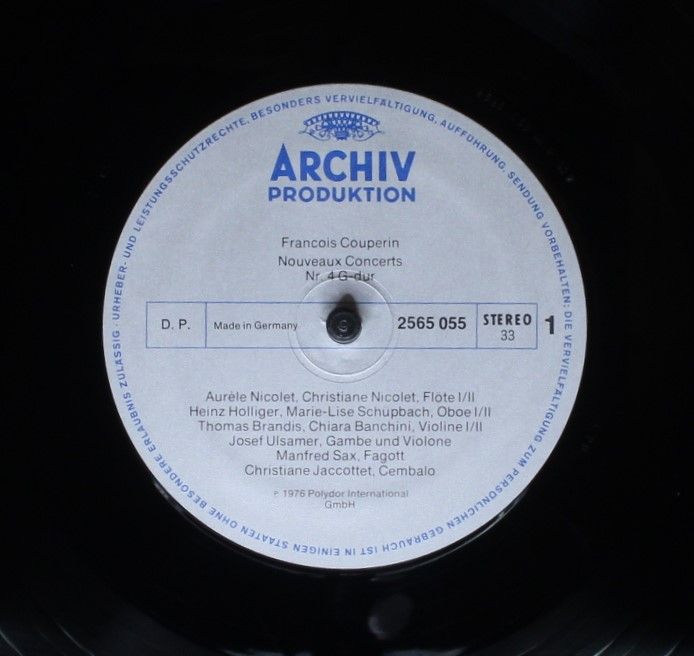 URHEBER- UND LEISTUNGSSCHUTZRECHTE, BESONDERS VERVIELFÄLTIGUNG, AUFFÜHRUNG, SENDUNG VORBEHALTEN; DIE VERVIELFÄLTIGUNG ZUM PERSÖNLICHEN GEBRAUCH IST IN EINIGEN STAATEN OHNE BESONDERE ERLAUBNIS ZULÄSSIG ·
ARCHIV
PRODUKTION
Francois Couperin
Nouveaux Concerts
Nr. 4 G-dur
D. P. Made in Germany 2565 055 STEREO 33 1
Aurèle Nicolet, Christiane Nicolet, Flöte I/II
Heinz Holliger, Marie-Lise Schüpbach, Oboe I/II
Thomas Brandis, Chiara Banchini, Violine I/II
Josef Ulsamer, Gambe und Violone
Manfred Sax, Fagott
Christiane Jaccottet, Cembalo
℗ 1976 Polydor International
GmbH